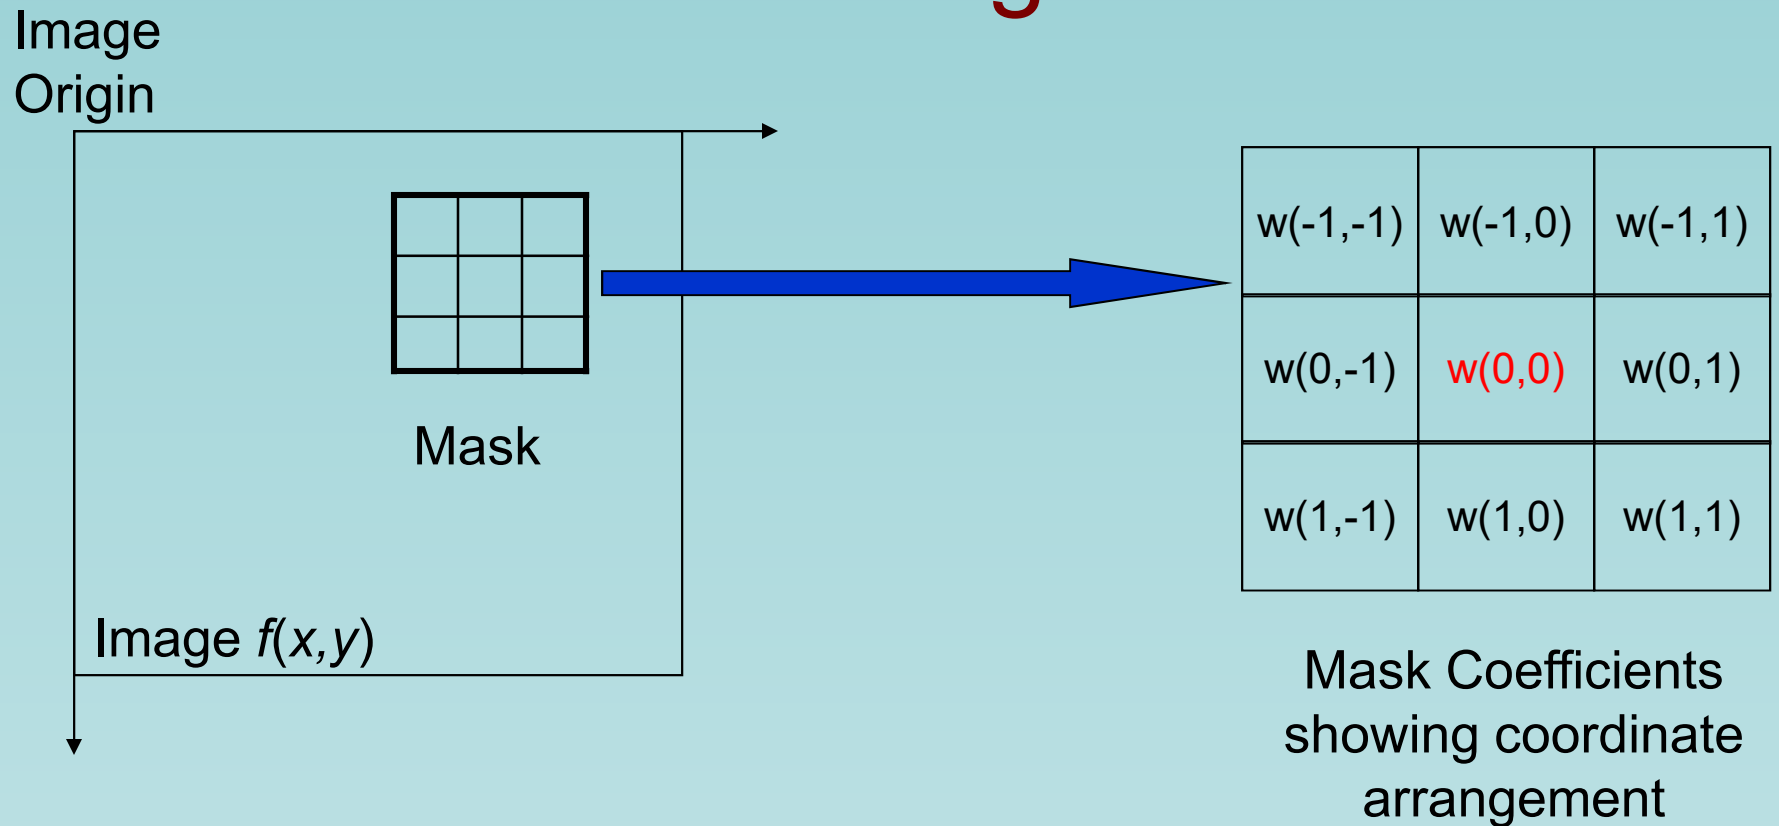 Image
Origin
w(-1,-1) w(-1,0) w(-1,1)
w(0,-1) w(0,0) w(0,1)
Mask
w(1,-1) w(1,0) w(1,1)
Image f(x,y)
Mask Coefficients
showing coordinate
arrangement